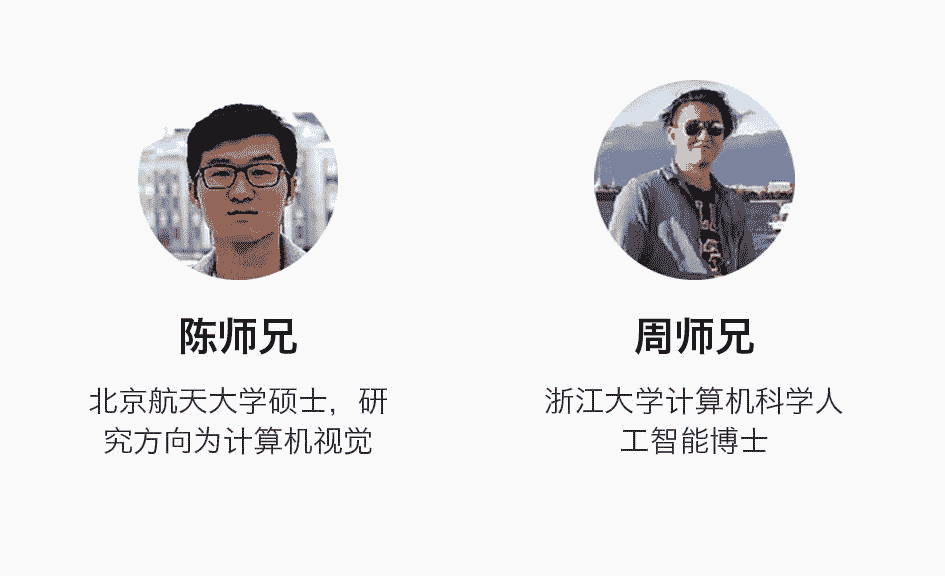 陈师兄
北京航天大学硕士，研
究方向为计算机视觉
周师兄
浙江大学计算机科学人
工智能博士